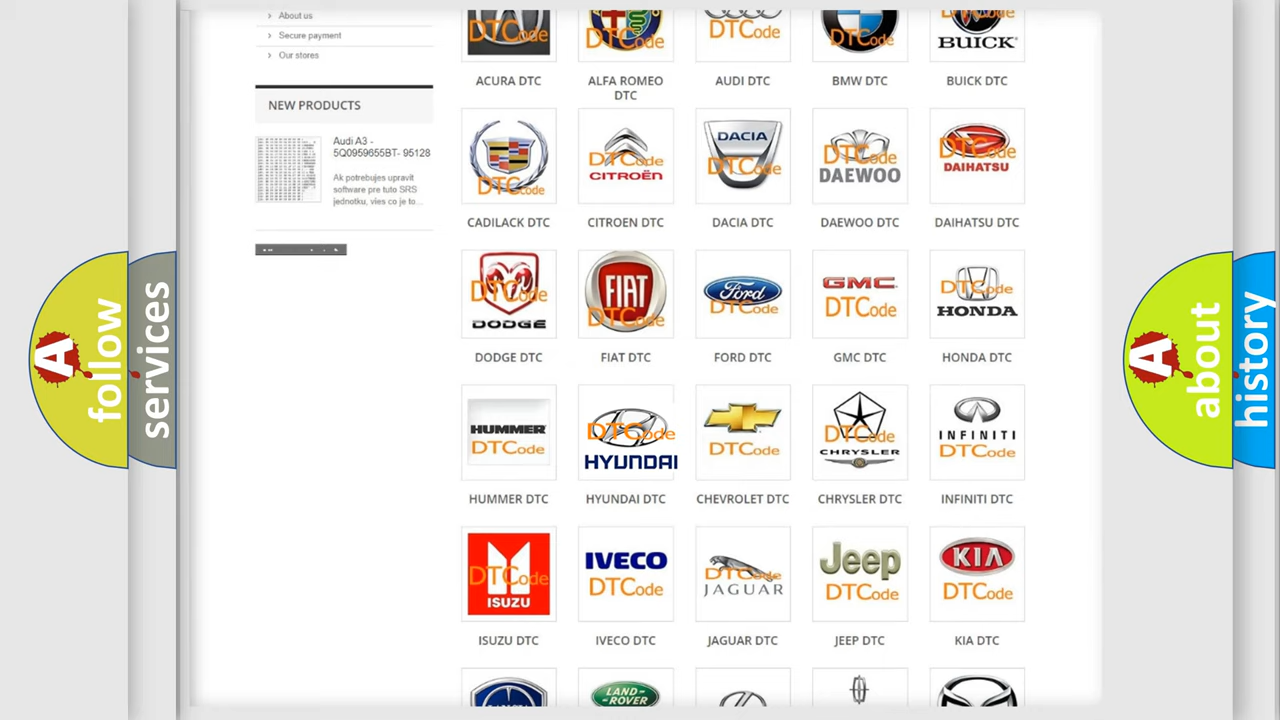 About us
Secure payment
Our stores
NEW PRODUCTS
Audi A3 -
5Q0959655BT- 95128
Ak potrebujes upravit
software pre tuto SRS
jednotku, vies co je to...
DTCode
DTCode
DTCode
DTCode
BUICK
ACURA DTC
ALFA ROMEO
DTC
AUDI DTC
BMW DTC
BUICK DTC
DTCode
DTCode
CITROËN
DACIA
DTCode
DTCode
DAEWOO
DTCode
DAIHATSU
CADILACK DTC
CITROEN DTC
DACIA DTC
DAEWOO DTC
DAIHATSU DTC
DTCode
DODGE
FIAT
DTCode
Ford
DTCode
GMC
DTCode
DTCode
HONDA
DODGE DTC
FIAT DTC
FORD DTC
GMC DTC
HONDA DTC
HUMMER
DTCode
DTCode
HYUNDAI
DTCode
DTCode
CHRYSLER
INFINITI
DTCode
HUMMER DTC
HYUNDAI DTC
CHEVROLET DTC
CHRYSLER DTC
INFINITI DTC
DTCode
ISUZU
IVECO
DTCode
DTCode
JAGUAR
Jeep
DTCode
KIA
DTCode
ISUZU DTC
IVECO DTC
JAGUAR DTC
JEEP DTC
KIA DTC
LAND-
ROVER
A
follow
services
A
about
history